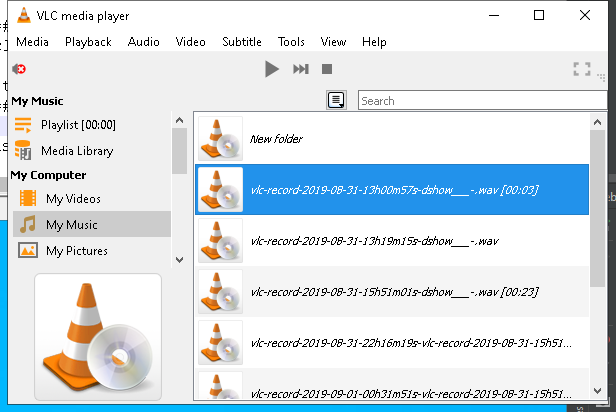 VLC media player
Media Playback Audio Video Subtitle Tools View Help
My Music
Search
Playlist [00:00]
Media Library
My Computer
My Videos
My Music
My Pictures
New folder
vlc-record-2019-08-31-13h00m57s-dshow___-.wav [00:03]
vlc-record-2019-08-31-13h19m15s-dshow___-.wav
vlc-record-2019-08-31-15h51m01s-dshow___-.wav [00:23]
vlc-record-2019-08-31-22h16m19s-vlc-record-2019-08-31-15h51...
vlc-record-2019-09-01-00h31m51s-vlc-record-2019-08-31-15h51...